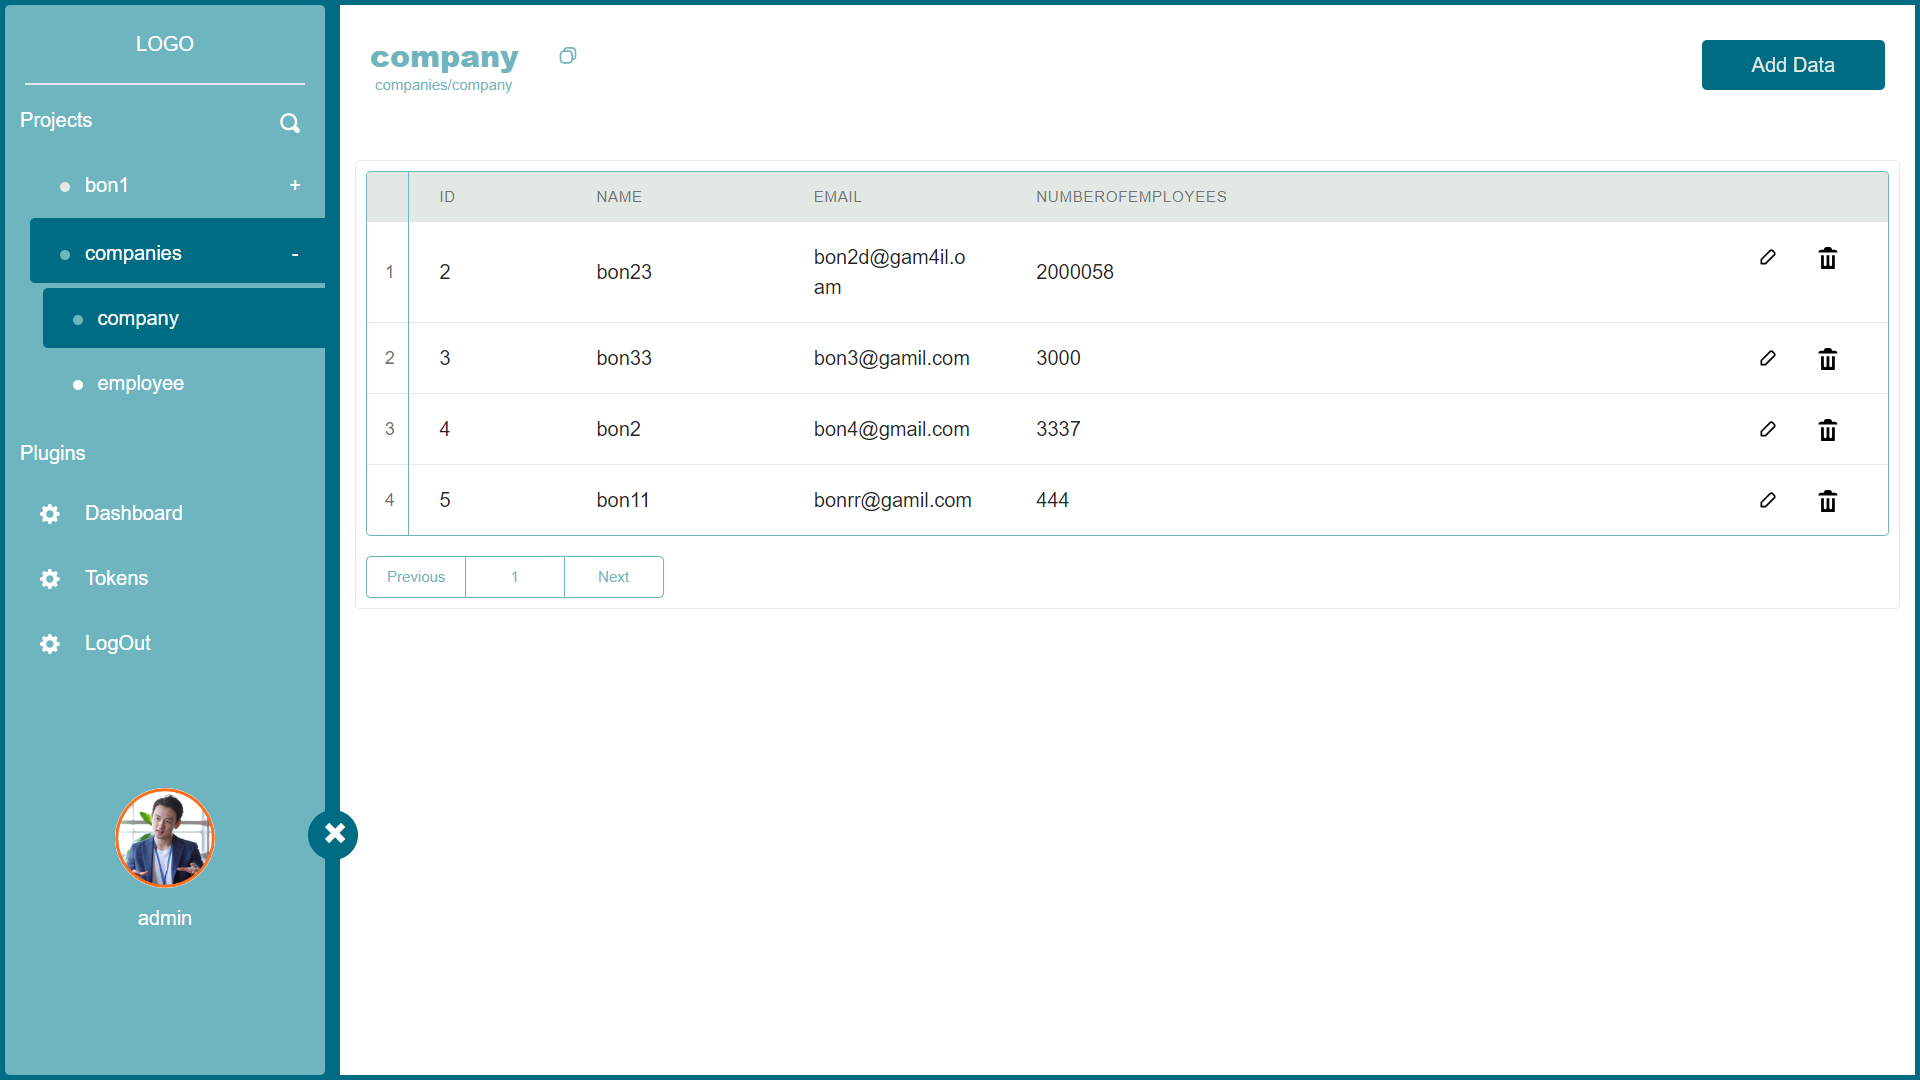 LOGO
Projects
bon1 +
companies -
company
employee
Plugins
Dashboard
Tokens
LogOut
admin
company
companies/company
Add Data
ID NAME EMAIL NUMBEROFEMPLOYEES
1 2 bon23 bon2d@gam4il.o
am 2000058
2 3 bon33 bon3@gamil.com 3000
3 4 bon2 bon4@gmail.com 3337
4 5 bon11 bonrr@gamil.com 444
Previous 1 Next